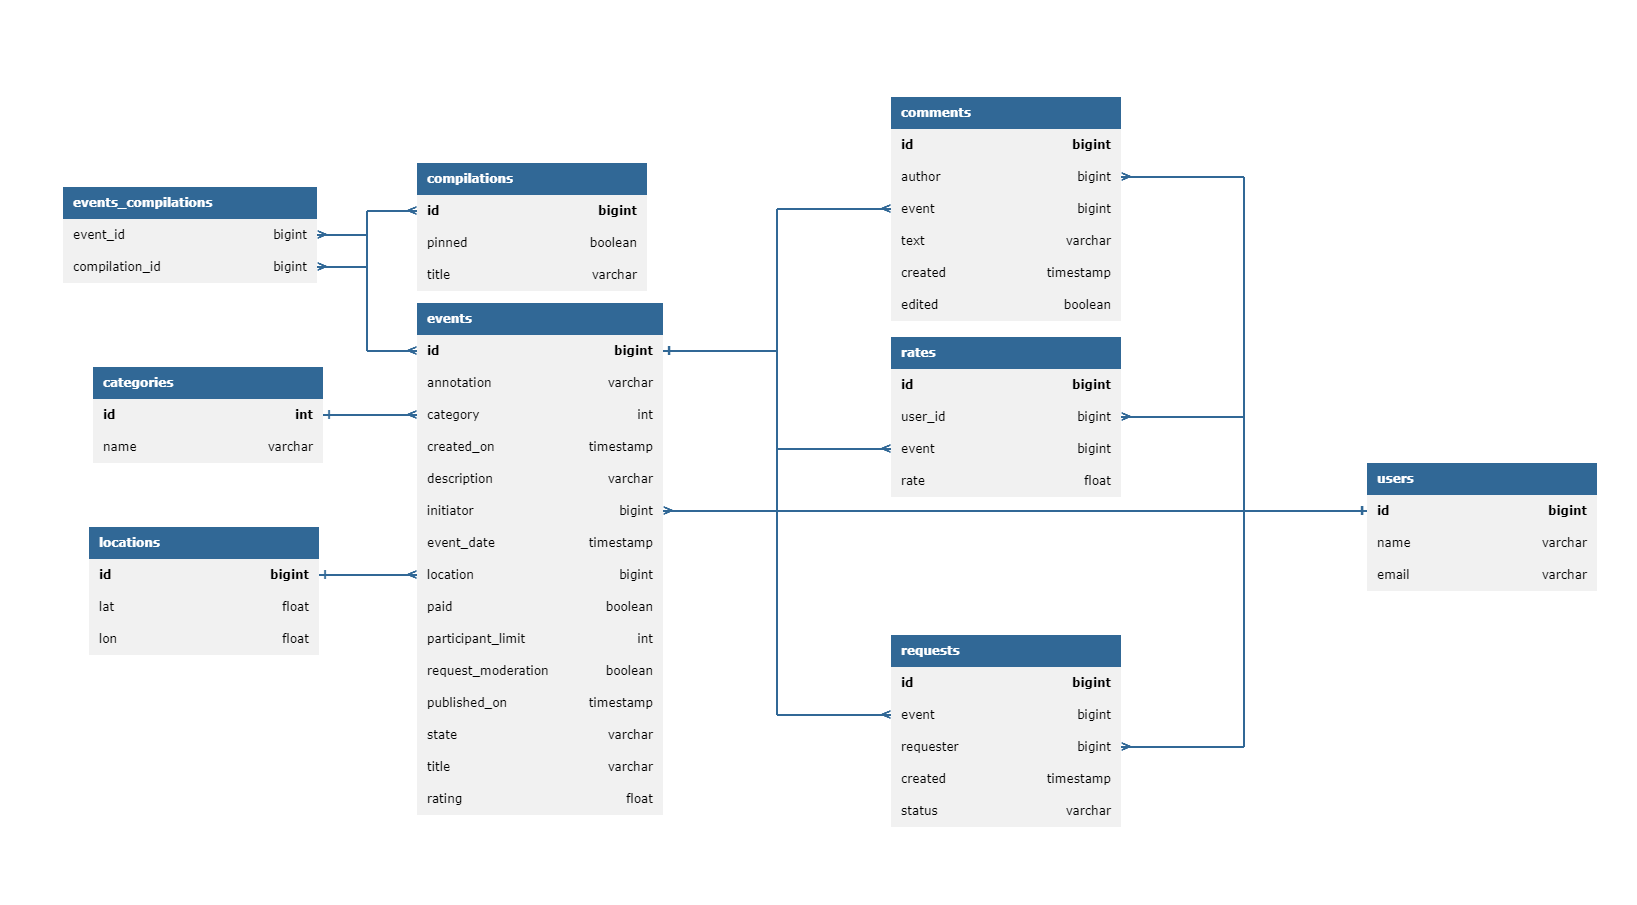 events_compilations
event_id bigint
compilation_id bigint
compilations
id bigint
pinned boolean
title varchar
categories
id int
name varchar
locations
id bigint
lat float
lon float
events
id bigint
annotation varchar
category int
created_on timestamp
description varchar
initiator bigint
event_date timestamp
location bigint
paid boolean
participant_limit int
request_moderation boolean
published_on timestamp
state varchar
title varchar
rating float
comments
id bigint
author bigint
event bigint
text varchar
created timestamp
edited boolean
rates
id bigint
user_id bigint
event bigint
rate float
requests
id bigint
event bigint
requester bigint
created timestamp
status varchar
users
id bigint
name varchar
email varchar